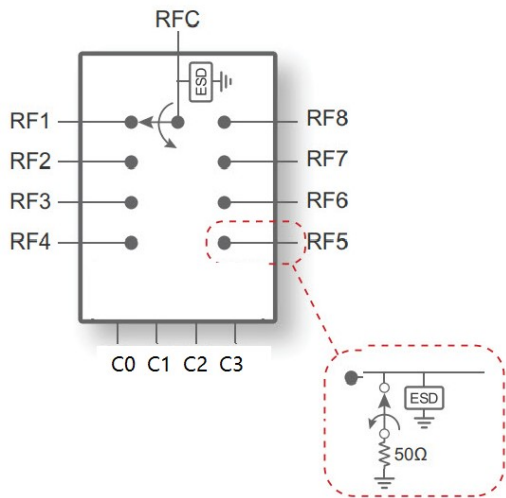 RFC
ESD
RF1
RF8
RF2
RF7
RF3
RF6
RF4
RF5
C0 C1 C2 C3
ESD
50Ω